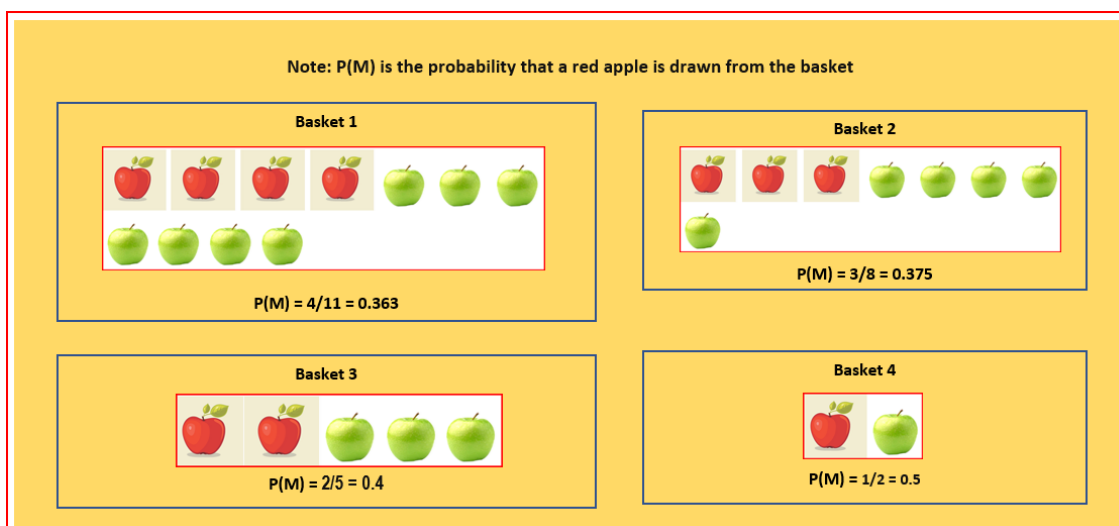 Note: P(M) is the probability that a red apple is drawn from the basket
Basket 1
P(M) = 4/11 = 0.363
Basket 2
P(M) = 3/8 = 0.375
Basket 3
P(M) = 2/5 = 0.4
Basket 4
P(M) = 1/2 = 0.5